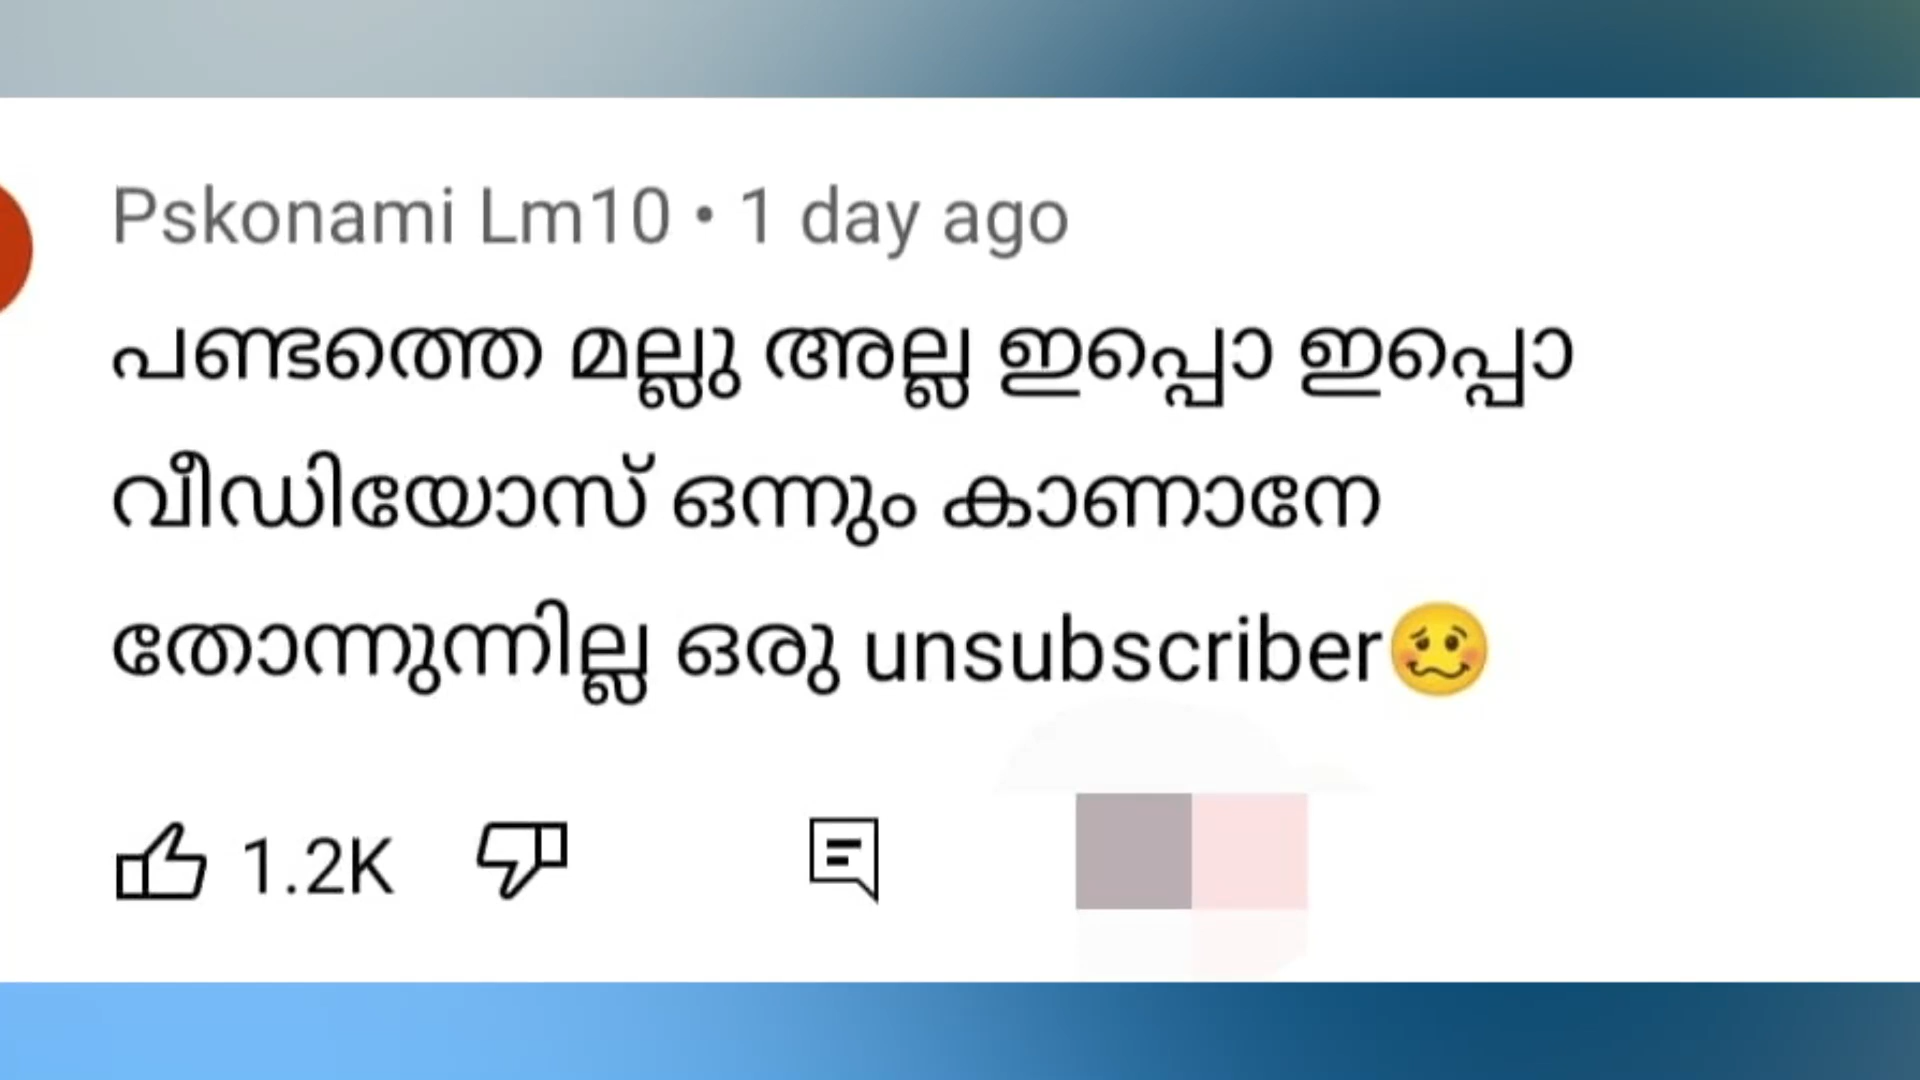 Pskonami Lm10 • 1 day ago
പണ്ടത്തെ മല്ലു അല്ല ഇപ്പൊ ഇപ്പൊ
വീഡിയോസ് ഒന്നും കാണാനേ
തോന്നുന്നില്ല ഒരു unsubscriber🥴
1.2K